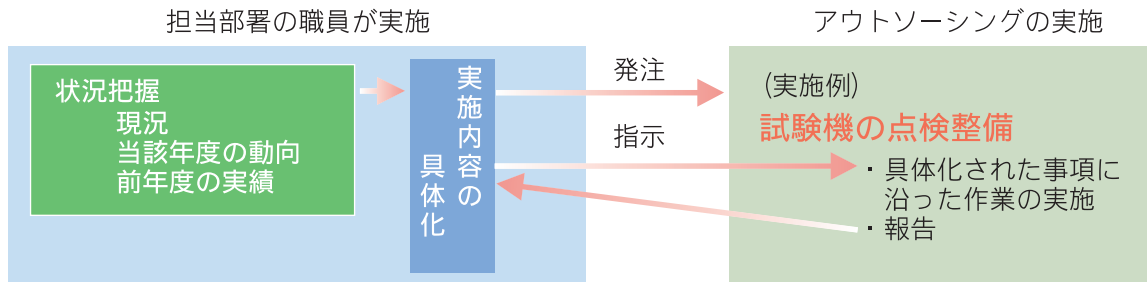 担当部署の職員が実施
状況把握
現況
当該年度の動向
前年度の実績
実施内容の
具体化
発注
指示
アウトソーシングの実施
(実施例)
試験機の点検整備
・具体化された事項に
沿った作業の実施
・報告